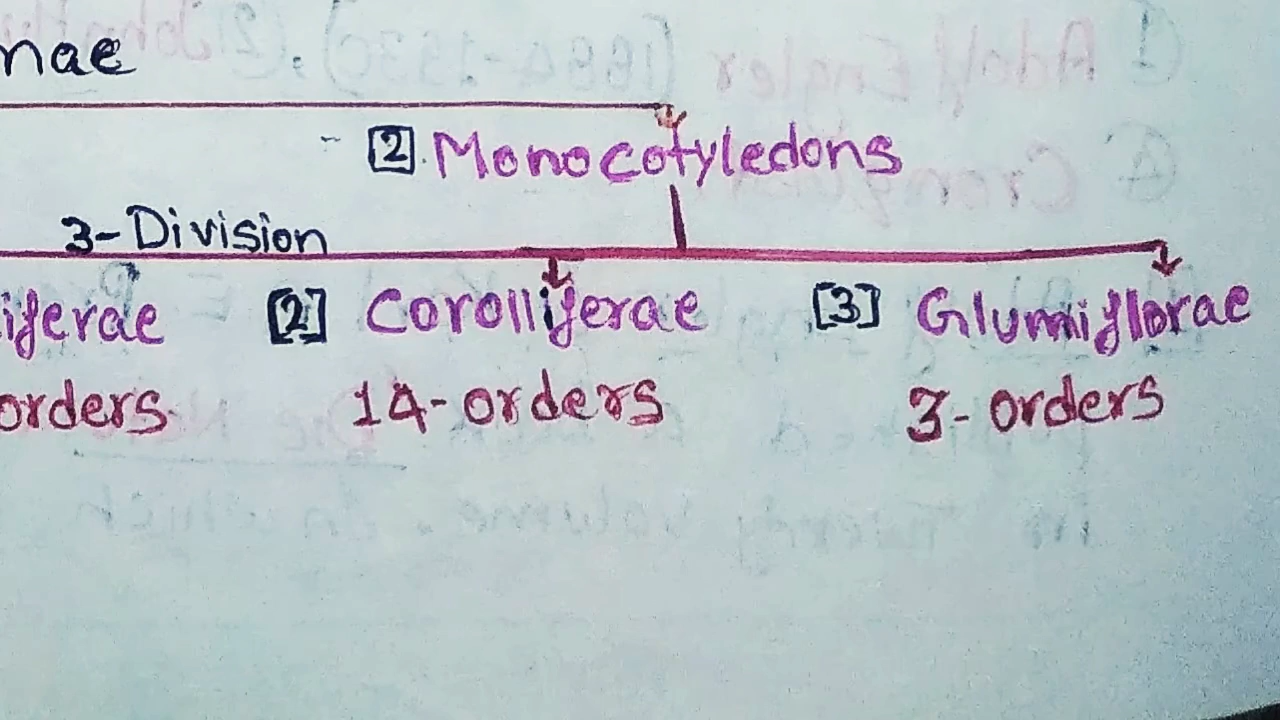 nae
[2]. Monocotyledons
3-Division
iferae [2] Corolliferae [3] Glumiflorae
orders 14-orders 3-orders